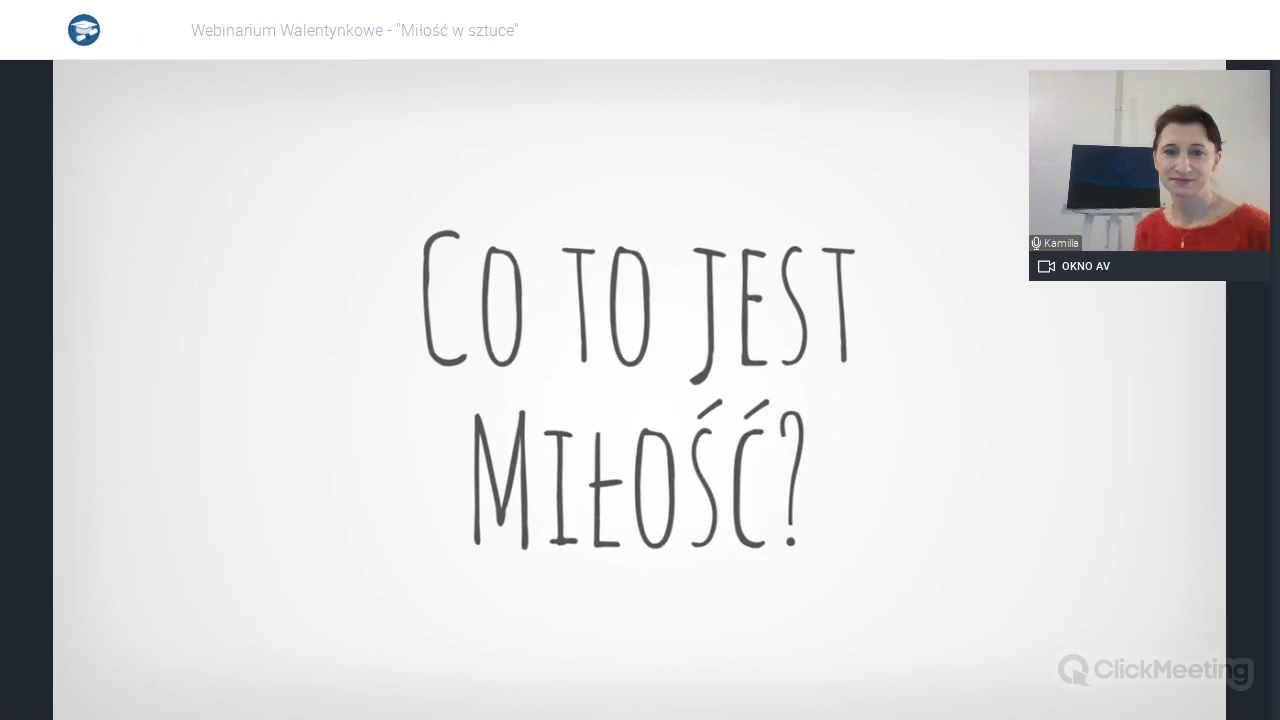 Webinarium Walentynkowe - "Miłość w sztuce"
Kamilla
OKNO AV
Co to jest
Miłość?
ClickMeeting